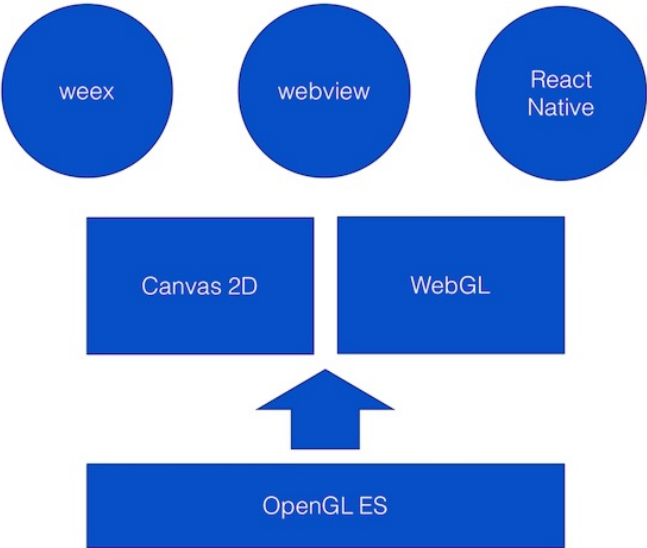 weex
webview
React
Native
Canvas 2D
WebGL
OpenGL ES